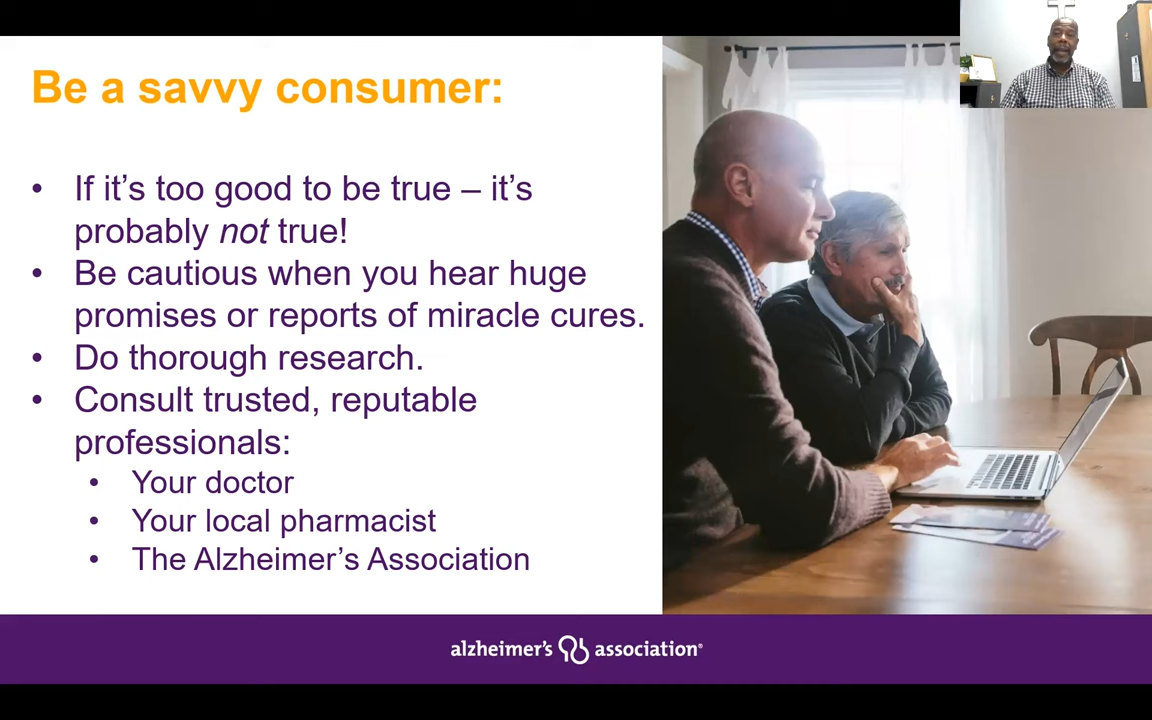 Be a savvy consumer:
• If it’s too good to be true – it’s
probably not true!
• Be cautious when you hear huge
promises or reports of miracle cures.
• Do thorough research.
• Consult trusted, reputable
professionals:
• Your doctor
• Your local pharmacist
• The Alzheimer’s Association
alzheimer’s association®